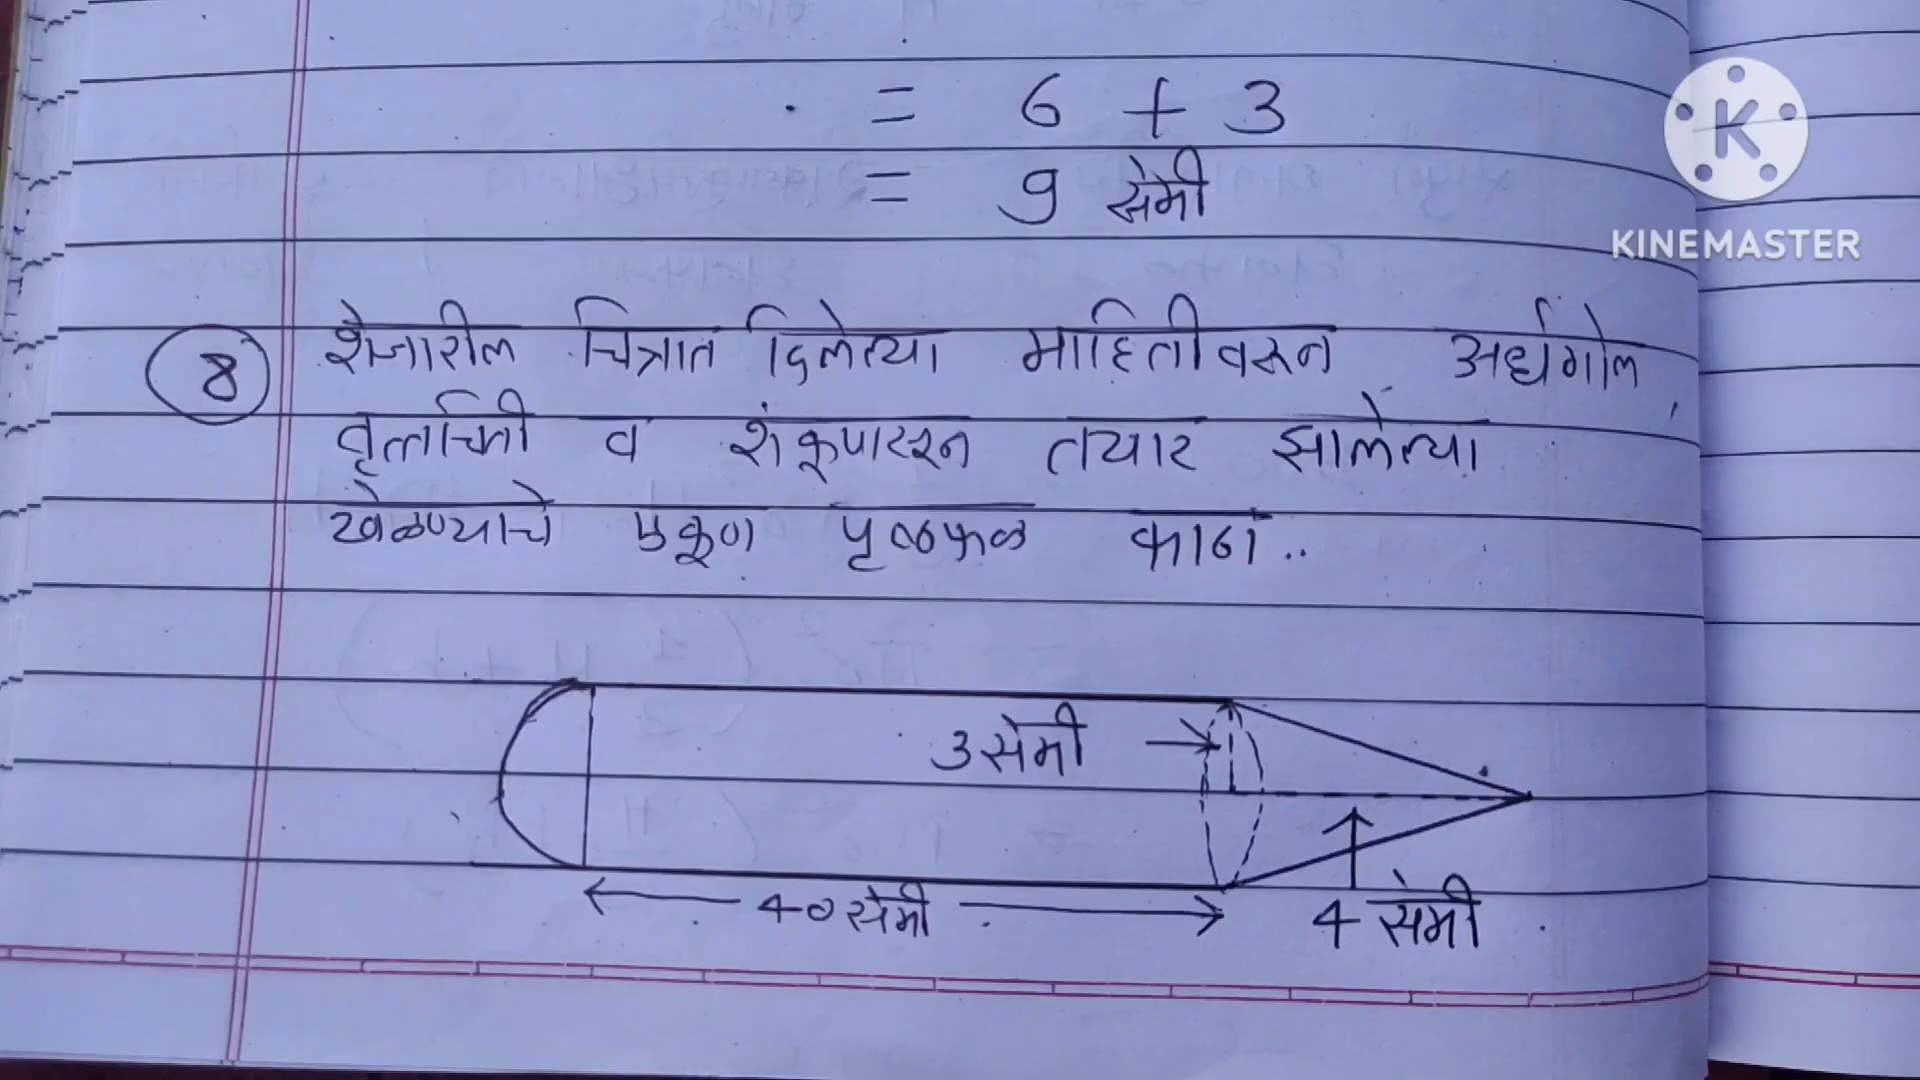 = 6 + 3
= 9 सेमी
KINEMASTER
8 शेजारील चित्रात दिलेल्या माहितीवरून अर्धगोल,
वृत्तचिती व शंकूपासून तयार झालेल्या
खेळण्याचे एकूण पृष्ठफळ काढा..
3 सेमी
40 सेमी 4 सेमी